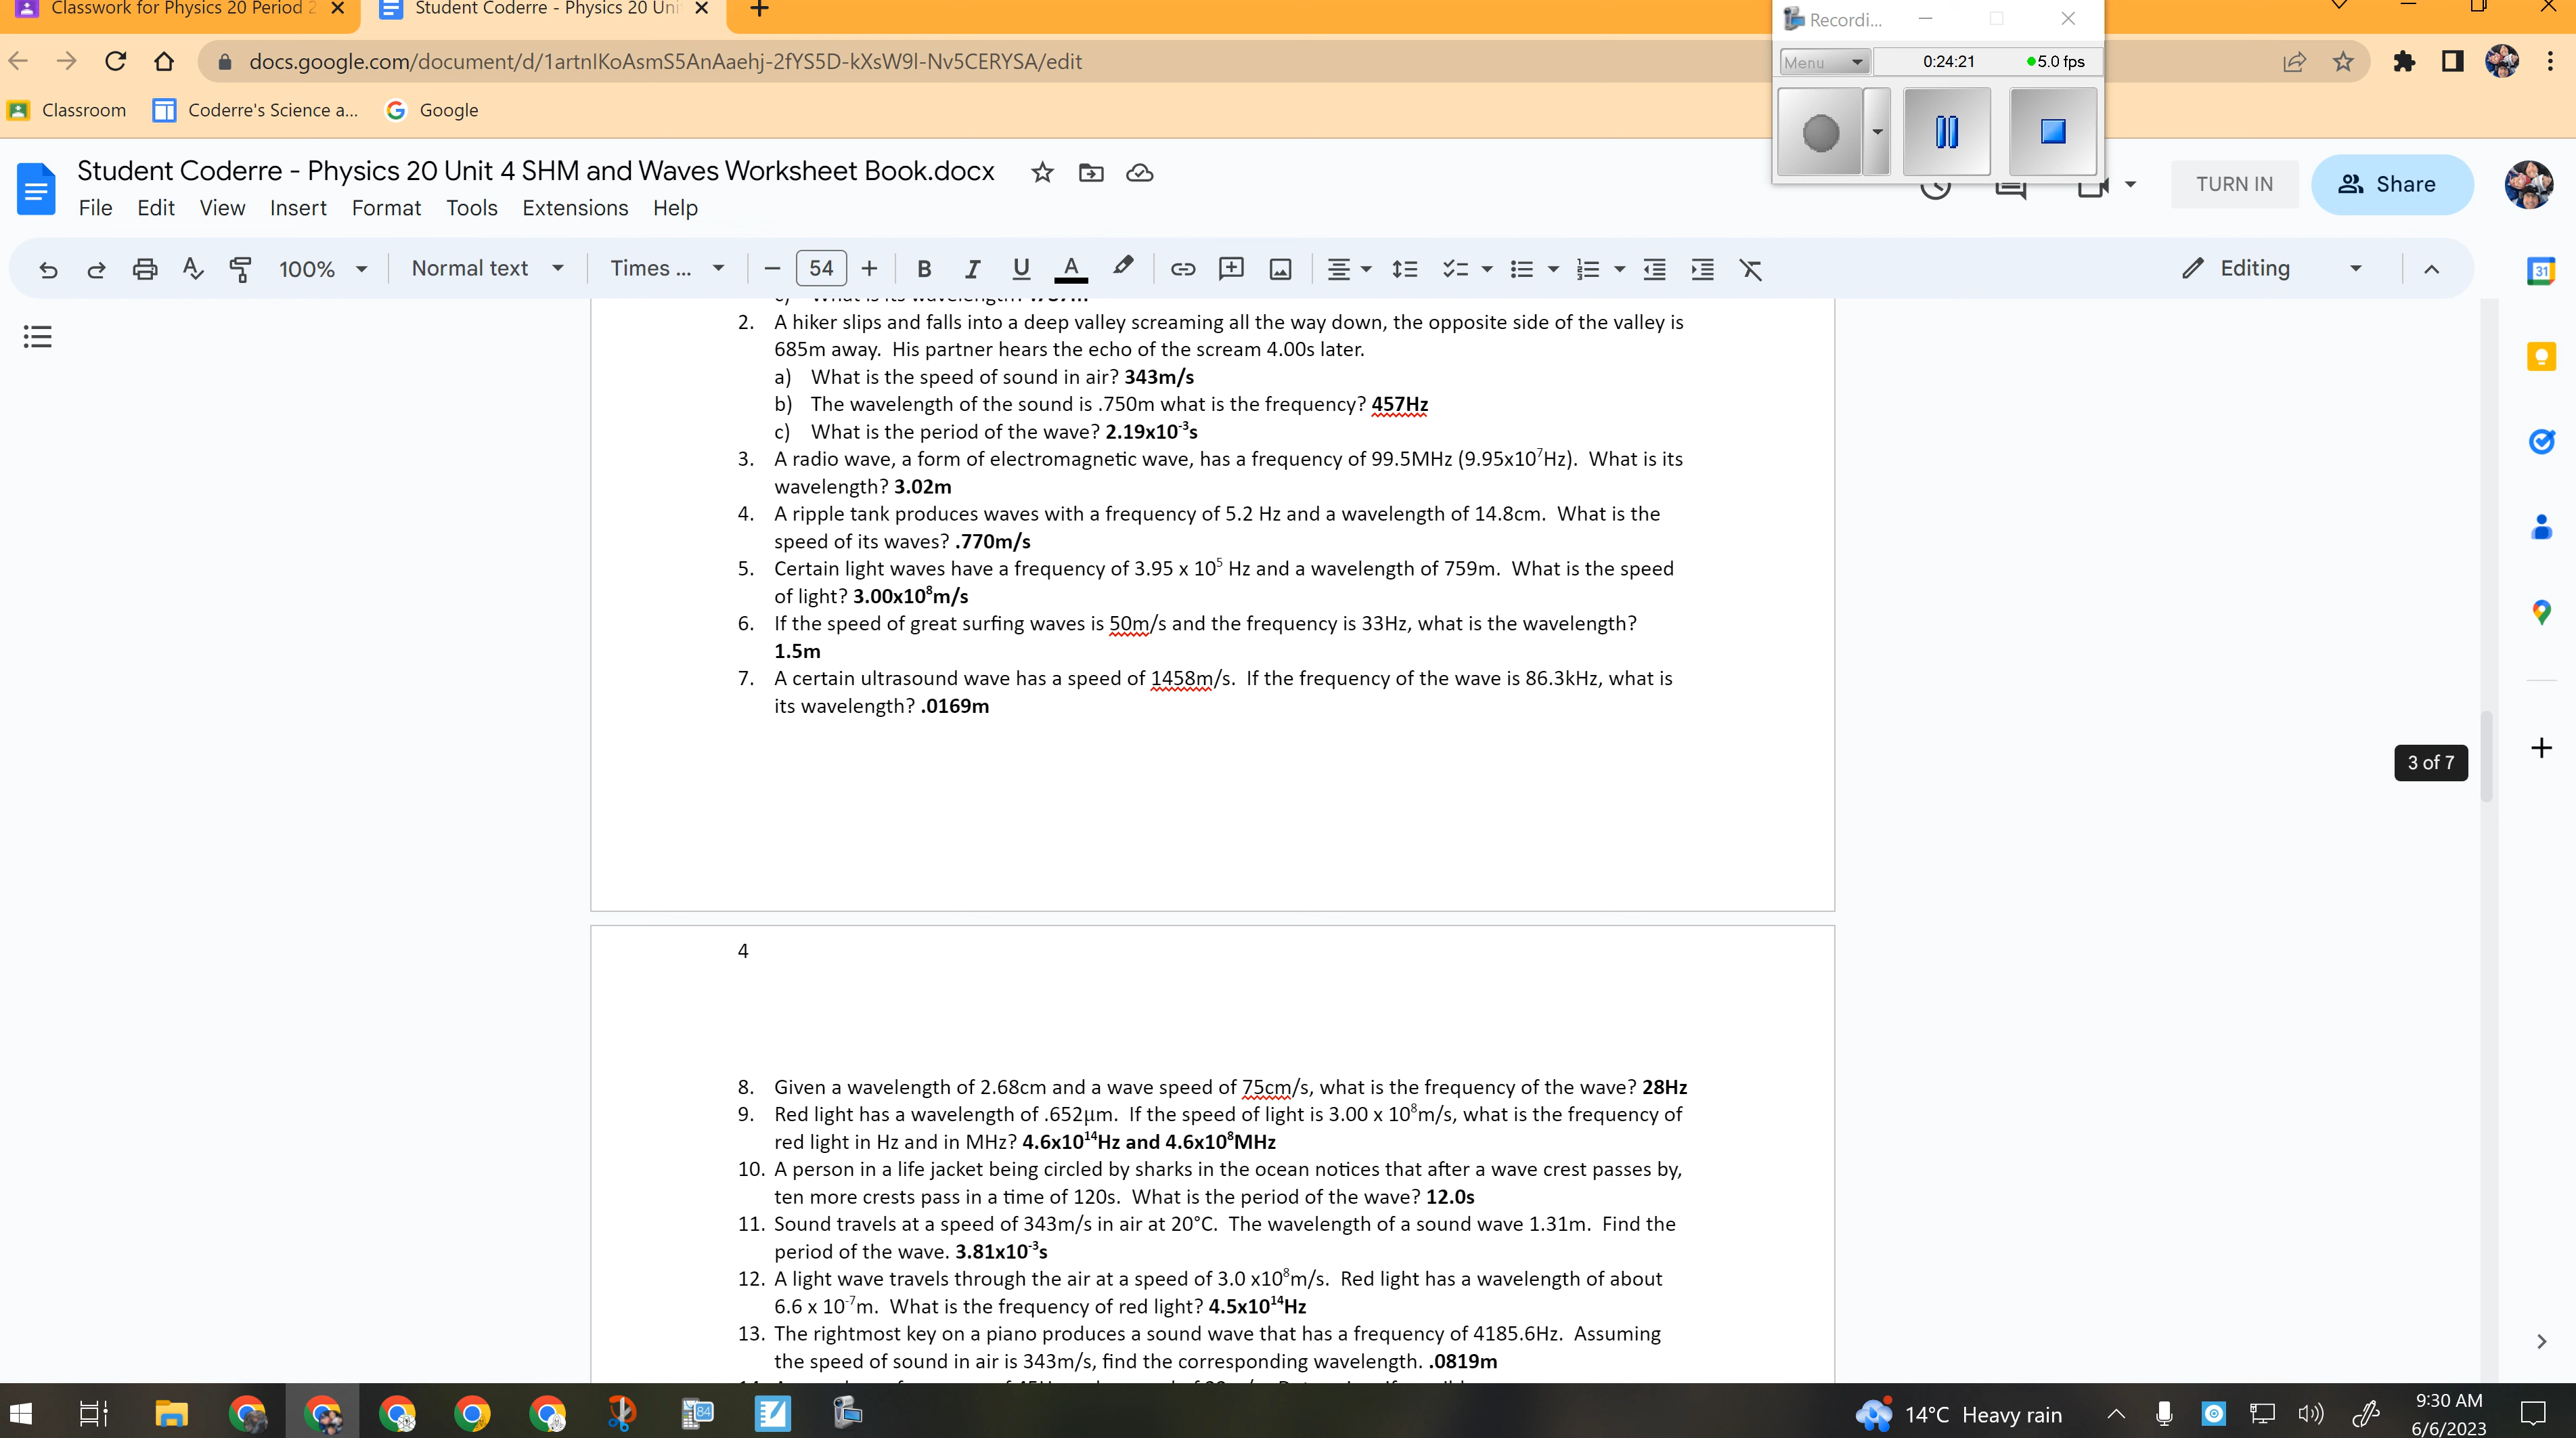 Classwork for Physics 20 Period 2
Student Coderre - Physics 20 Uni
Recordi...
docs.google.com/document/d/1artnIKoAsmS5AnAaehj-2fYS5D-kXsW9l-Nv5CERYSA/edit
Menu
0:24:21
5.0 fps
Classroom
Coderre's Science a...
Google
Student Coderre - Physics 20 Unit 4 SHM and Waves Worksheet Book.docx
TURN IN
Share
File Edit View Insert Format Tools Extensions Help
100% Normal text Times ... 54 Editing
31
2. A hiker slips and falls into a deep valley screaming all the way down, the opposite side of the valley is
685m away. His partner hears the echo of the scream 4.00s later.
a) What is the speed of sound in air? 343m/s
b) The wavelength of the sound is .750m what is the frequency? 457Hz
c) What is the period of the wave? 2.19x10⁻³s
3. A radio wave, a form of electromagnetic wave, has a frequency of 99.5MHz (9.95x10⁷Hz). What is its
wavelength? 3.02m
4. A ripple tank produces waves with a frequency of 5.2 Hz and a wavelength of 14.8cm. What is the
speed of its waves? .770m/s
5. Certain light waves have a frequency of 3.95 x 10⁵ Hz and a wavelength of 759m. What is the speed
of light? 3.00x10⁸m/s
6. If the speed of great surfing waves is 50m/s and the frequency is 33Hz, what is the wavelength?
1.5m
7. A certain ultrasound wave has a speed of 1458m/s. If the frequency of the wave is 86.3kHz, what is
its wavelength? .0169m
3 of 7
4
8. Given a wavelength of 2.68cm and a wave speed of 75cm/s, what is the frequency of the wave? 28Hz
9. Red light has a wavelength of .652µm. If the speed of light is 3.00 x 10⁸m/s, what is the frequency of
red light in Hz and in MHz? 4.6x10¹⁴Hz and 4.6x10⁸MHz
10. A person in a life jacket being circled by sharks in the ocean notices that after a wave crest passes by,
ten more crests pass in a time of 120s. What is the period of the wave? 12.0s
11. Sound travels at a speed of 343m/s in air at 20°C. The wavelength of a sound wave 1.31m. Find the
period of the wave. 3.81x10⁻³s
12. A light wave travels through the air at a speed of 3.0 x10⁸m/s. Red light has a wavelength of about
6.6 x 10⁻⁷m. What is the frequency of red light? 4.5x10¹⁴Hz
13. The rightmost key on a piano produces a sound wave that has a frequency of 4185.6Hz. Assuming
the speed of sound in air is 343m/s, find the corresponding wavelength. .0819m
84
14°C Heavy rain
9:30 AM
6/6/2023